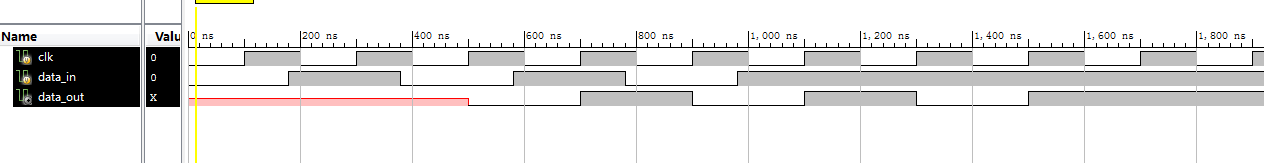 Name Valu
0 ns 200 ns 400 ns 600 ns 800 ns 1,000 ns 1,200 ns 1,400 ns 1,600 ns 1,800 ns
clk 0
data_in 0
data_out X